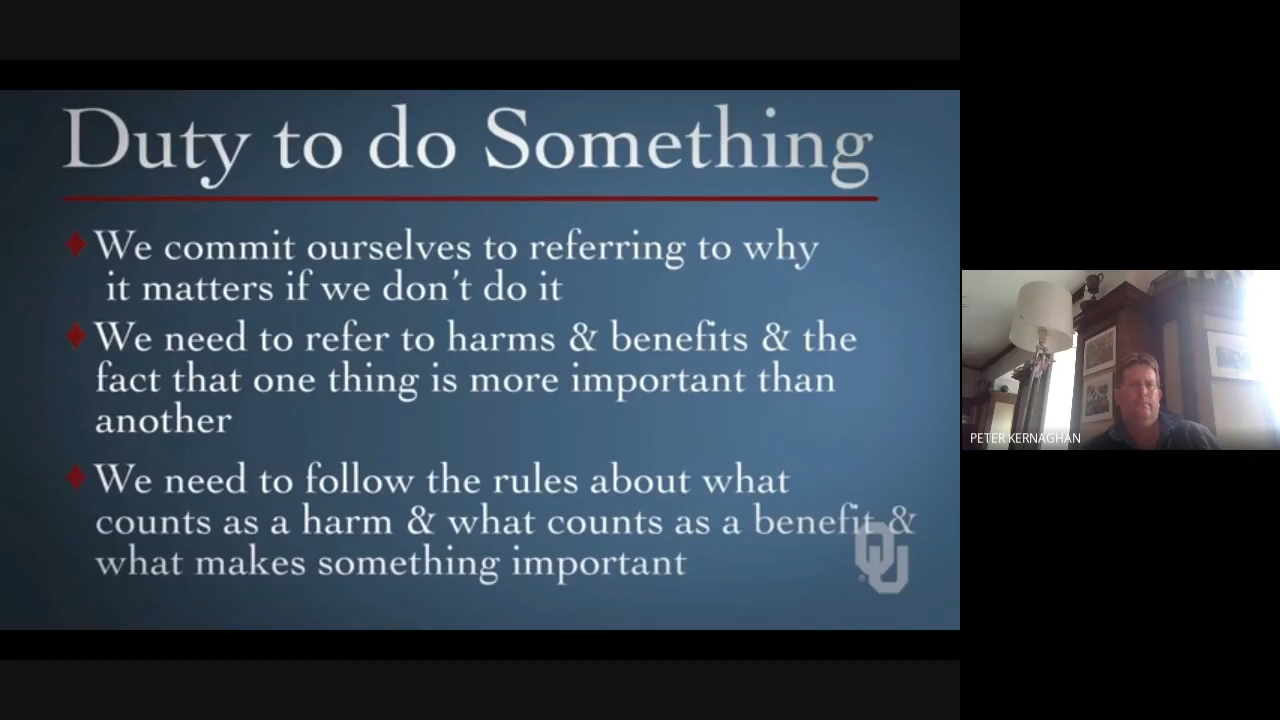 Duty to do Something
We commit ourselves to referring to why
it matters if we don't do it
We need to refer to harms & benefits & the
fact that one thing is more important than
another
We need to follow the rules about what
counts as a harm & what counts as a benefit &
what makes something important
OU
®
PETER KERNAGHAN